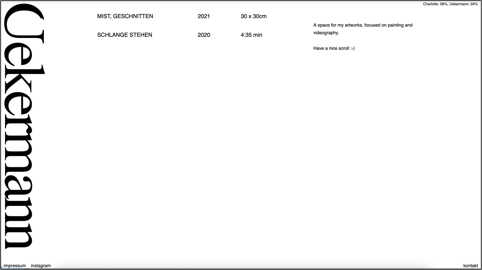 Charlotte: 98%, Uekermann: 94%
Uekermann
MIST, GESCHNITTEN 2021 30 x 30cm
SCHLANGE STEHEN 2020 4:35 min
A space for my artworks, focused on painting and
videography.
Have a nice scroll :-)
impressum instagram
kontakt